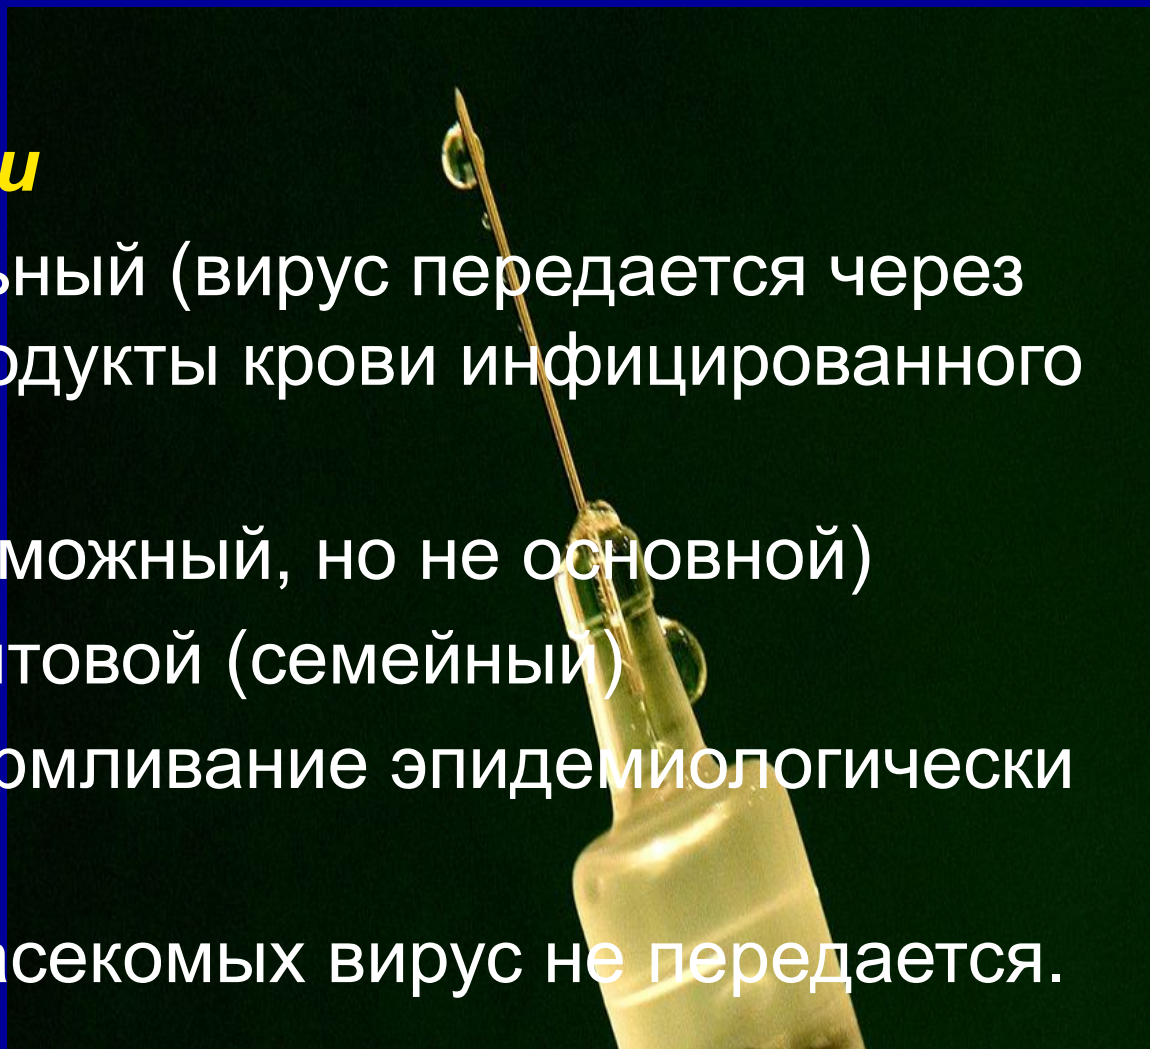 и
ьный (вирус передается через
одукты крови инфицированного
можный, но не основной)
товой (семейный)
омливание эпидемиологически
асекомых вирус не передается.